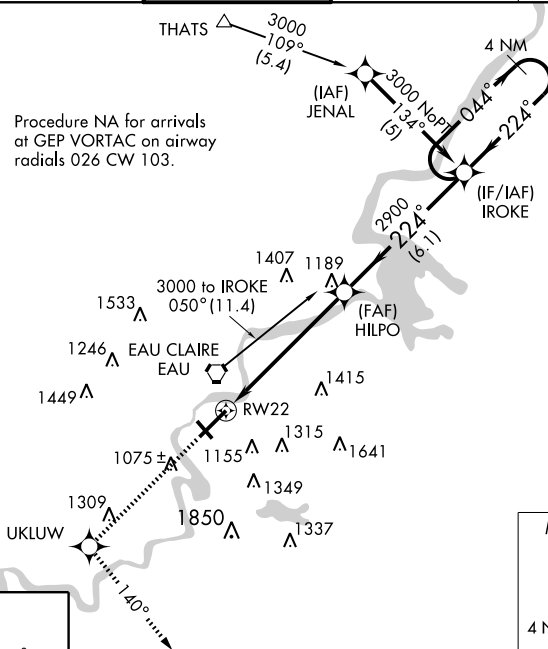 THATS
3000
109°
(5.4)
4 NM
(IAF)
JENAL
3000 NoPT
134°
(5)
044°
224°
Procedure NA for arrivals
at GEP VORTAC on airway
radials 026 CW 103.
(IF/IAF)
IROKE
2900
224°
(6.1)
1407
1189
3000 to IROKE
050° (11.4)
1533
(FAF)
HILPO
EAU CLAIRE
EAU
1246
1449
1415
RW22
1075 ±
1155
1315
1641
1349
1309
1850
1337
UKLUW
140°
4 N